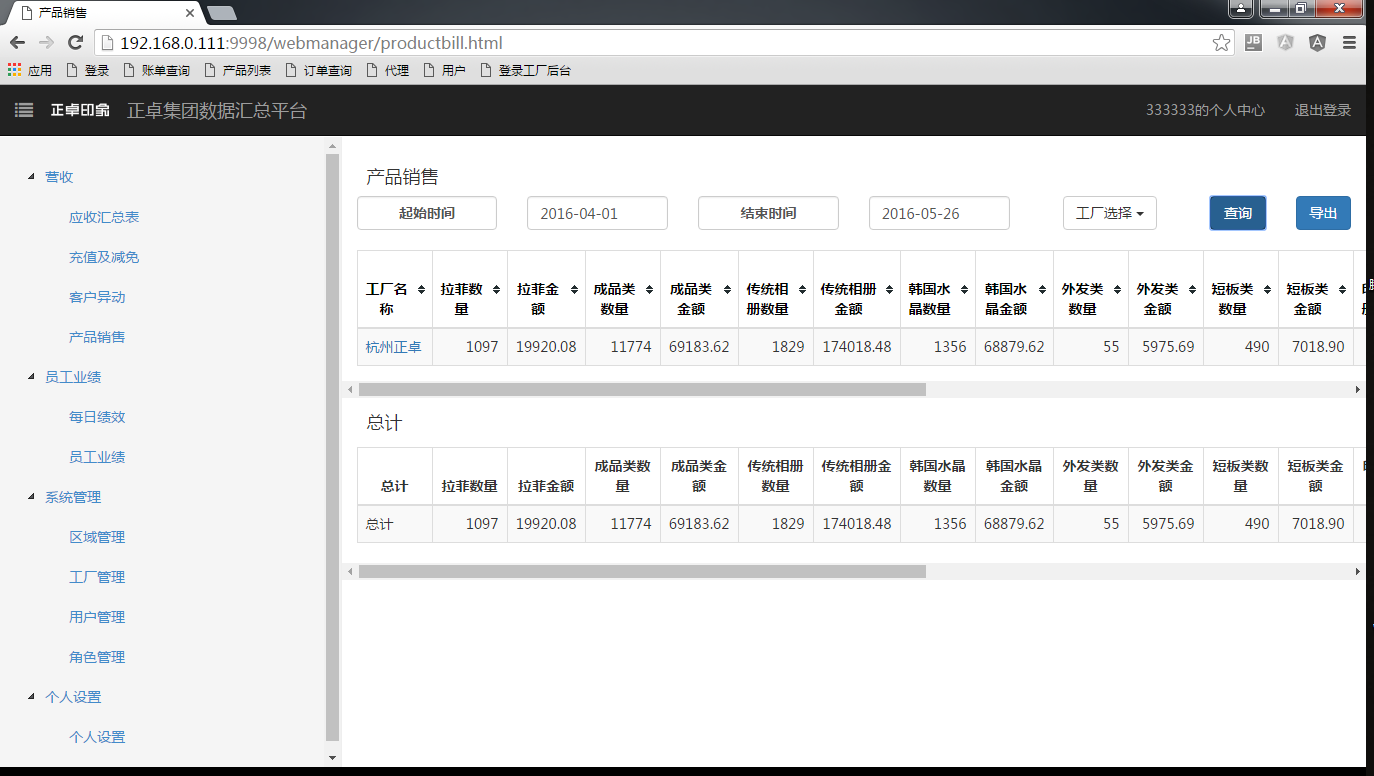 产品销售
192.168.0.111:9998/webmanager/productbill.html
应用 登录 账单查询 产品列表 订单查询 代理 用户 登录工厂后台
正卓印象 正卓集团数据汇总平台 333333的个人中心 退出登录
营收
应收汇总表
充值及减免
客户异动
产品销售
员工业绩
每日绩效
员工业绩
系统管理
区域管理
工厂管理
用户管理
角色管理
个人设置
个人设置
产品销售
起始时间 2016-04-01 结束时间 2016-05-26 工厂选择 查询 导出
工厂名称 拉菲数量 拉菲金额 成品类数量 成品类金额 传统相册数量 传统相册金额 韩国水晶数量 韩国水晶金额 外发类数量 外发类金额 短板类数量 短板类金额
杭州正卓 1097 19920.08 11774 69183.62 1829 174018.48 1356 68879.62 55 5975.69 490 7018.90
总计
总计 拉菲数量 拉菲金额 成品类数量 成品类金额 传统相册数量 传统相册金额 韩国水晶数量 韩国水晶金额 外发类数量 外发类金额 短板类数量 短板类金额
总计 1097 19920.08 11774 69183.62 1829 174018.48 1356 68879.62 55 5975.69 490 7018.90